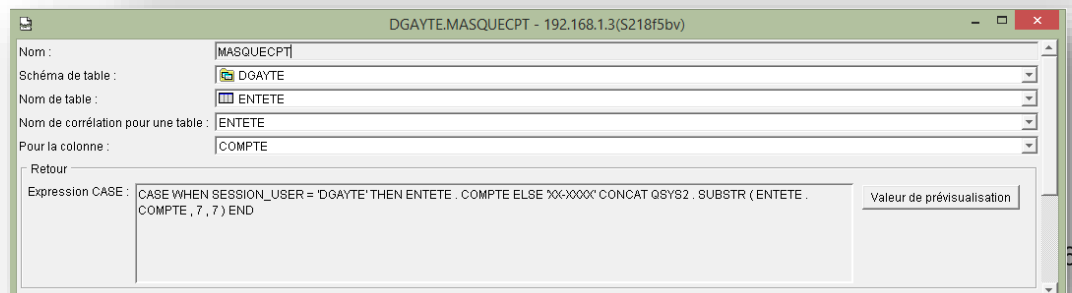 DGAYTE.MASQUECPT - 192.168.1.3(S218f5bv)
Nom : MASQUECPT
Schéma de table : DGAYTE
Nom de table : ENTETE
Nom de corrélation pour une table : ENTETE
Pour la colonne : COMPTE
Retour
Expression CASE : CASE WHEN SESSION_USER = 'DGAYTE' THEN ENTETE . COMPTE ELSE 'XX-XXXX' CONCAT QSYS2 . SUBSTR ( ENTETE . Valeur de prévisualisation
COMPTE , 7 , 7 ) END